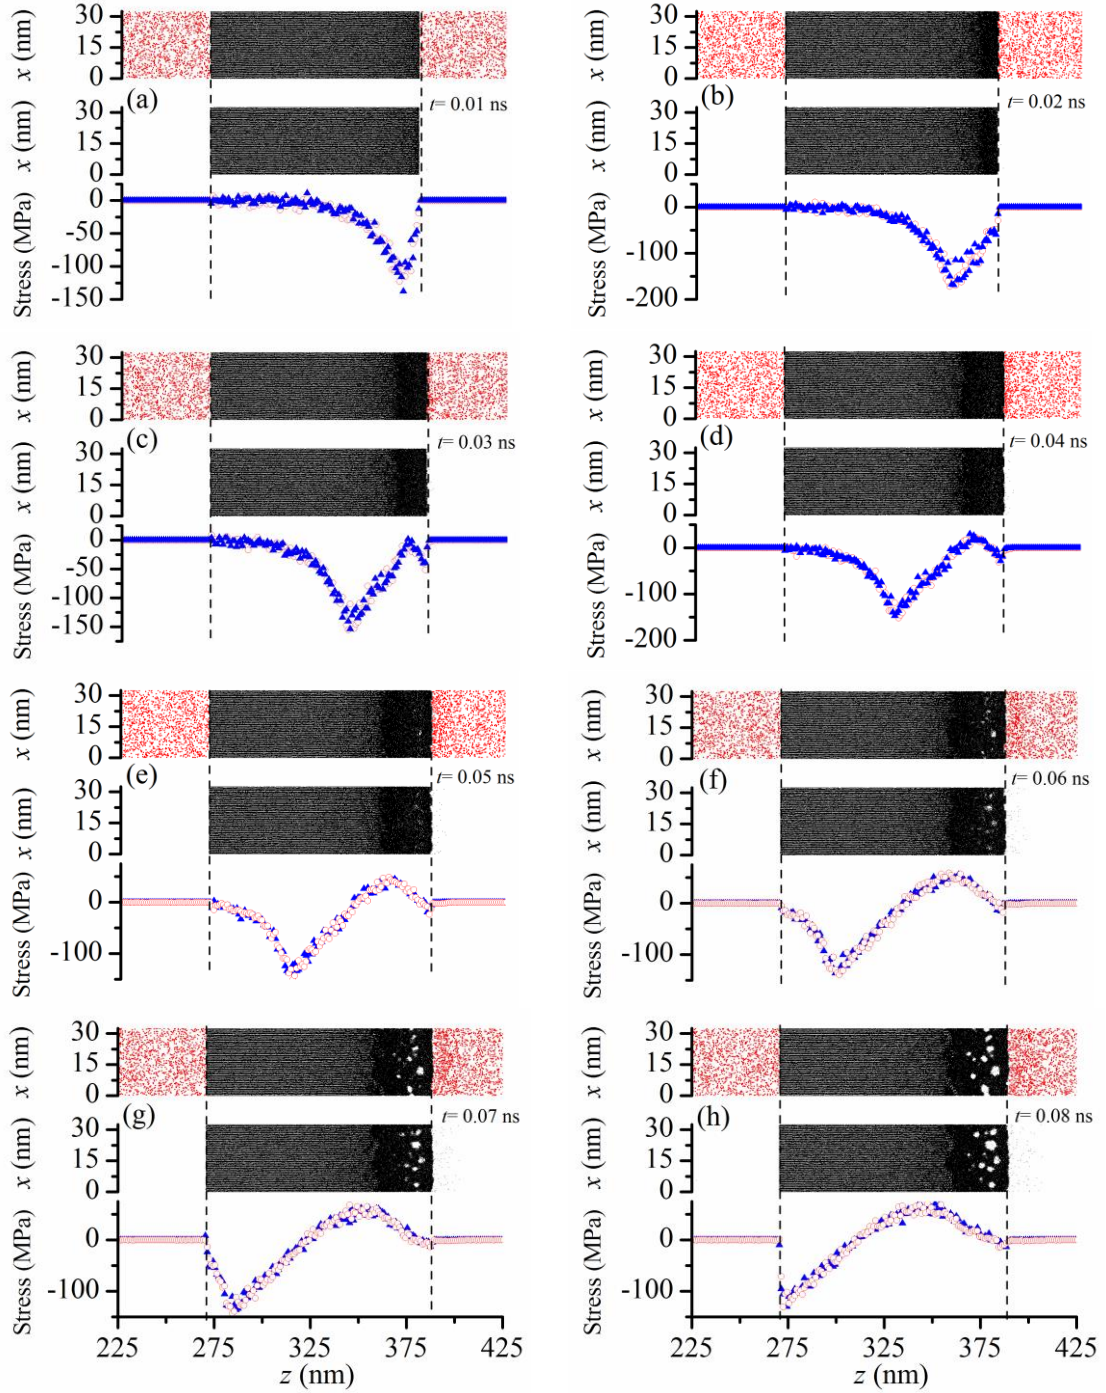 x (nm)
30
15
0
x (nm)
30
15
0
(a)
t= 0.01 ns
Stress (MPa)
0
-50
-100
-150
x (nm)
30
15
0
x (nm)
30
15
0
(b)
t= 0.02 ns
Stress (MPa)
0
-100
-200
x (nm)
30
15
0
x (nm)
30
15
0
(c)
t= 0.03 ns
Stress (MPa)
0
-50
-100
-150
x (nm)
30
15
0
x (nm)
30
15
0
(d)
t= 0.04 ns
Stress (MPa)
0
-100
-200
x (nm)
30
15
0
x (nm)
30
15
0
(e)
t= 0.05 ns
Stress (MPa)
0
-100
x (nm)
30
15
0
x (nm)
30
15
0
(f)
t= 0.06 ns
Stress (MPa)
0
-100
x (nm)
30
15
0
x (nm)
30
15
0
(g)
t= 0.07 ns
Stress (MPa)
0
-100
225 275 325 375 425
z (nm)
x (nm)
30
15
0
x (nm)
30
15
0
(h)
t= 0.08 ns
Stress (MPa)
0
-100
225 275 325 375 425
z (nm)